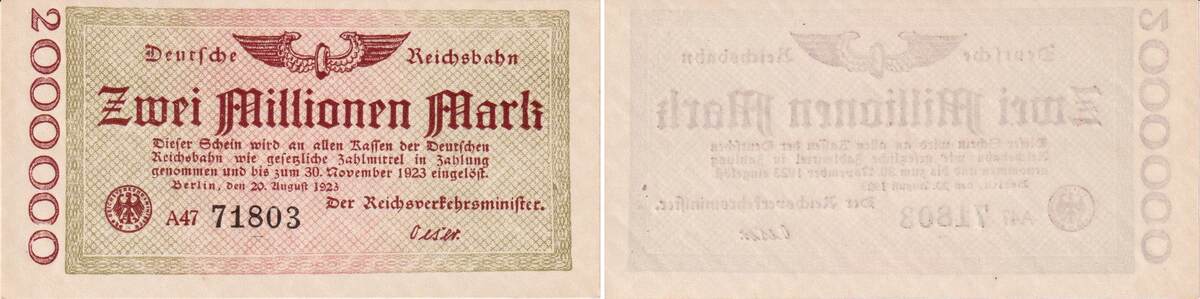 2000000
Deutsche Reichsbahn
Zwei Millionen Mark
Dieser Schein wird an allen Kassen der Deutschen
Reichsbahn wie gesetzliche Zahlmittel in Zahlung
genommen und bis zum 30. November 1923 eingelöst.
Berlin, den 20. August 1923
Der Reichsverkehrsminister.
A47 71803
Oeser.